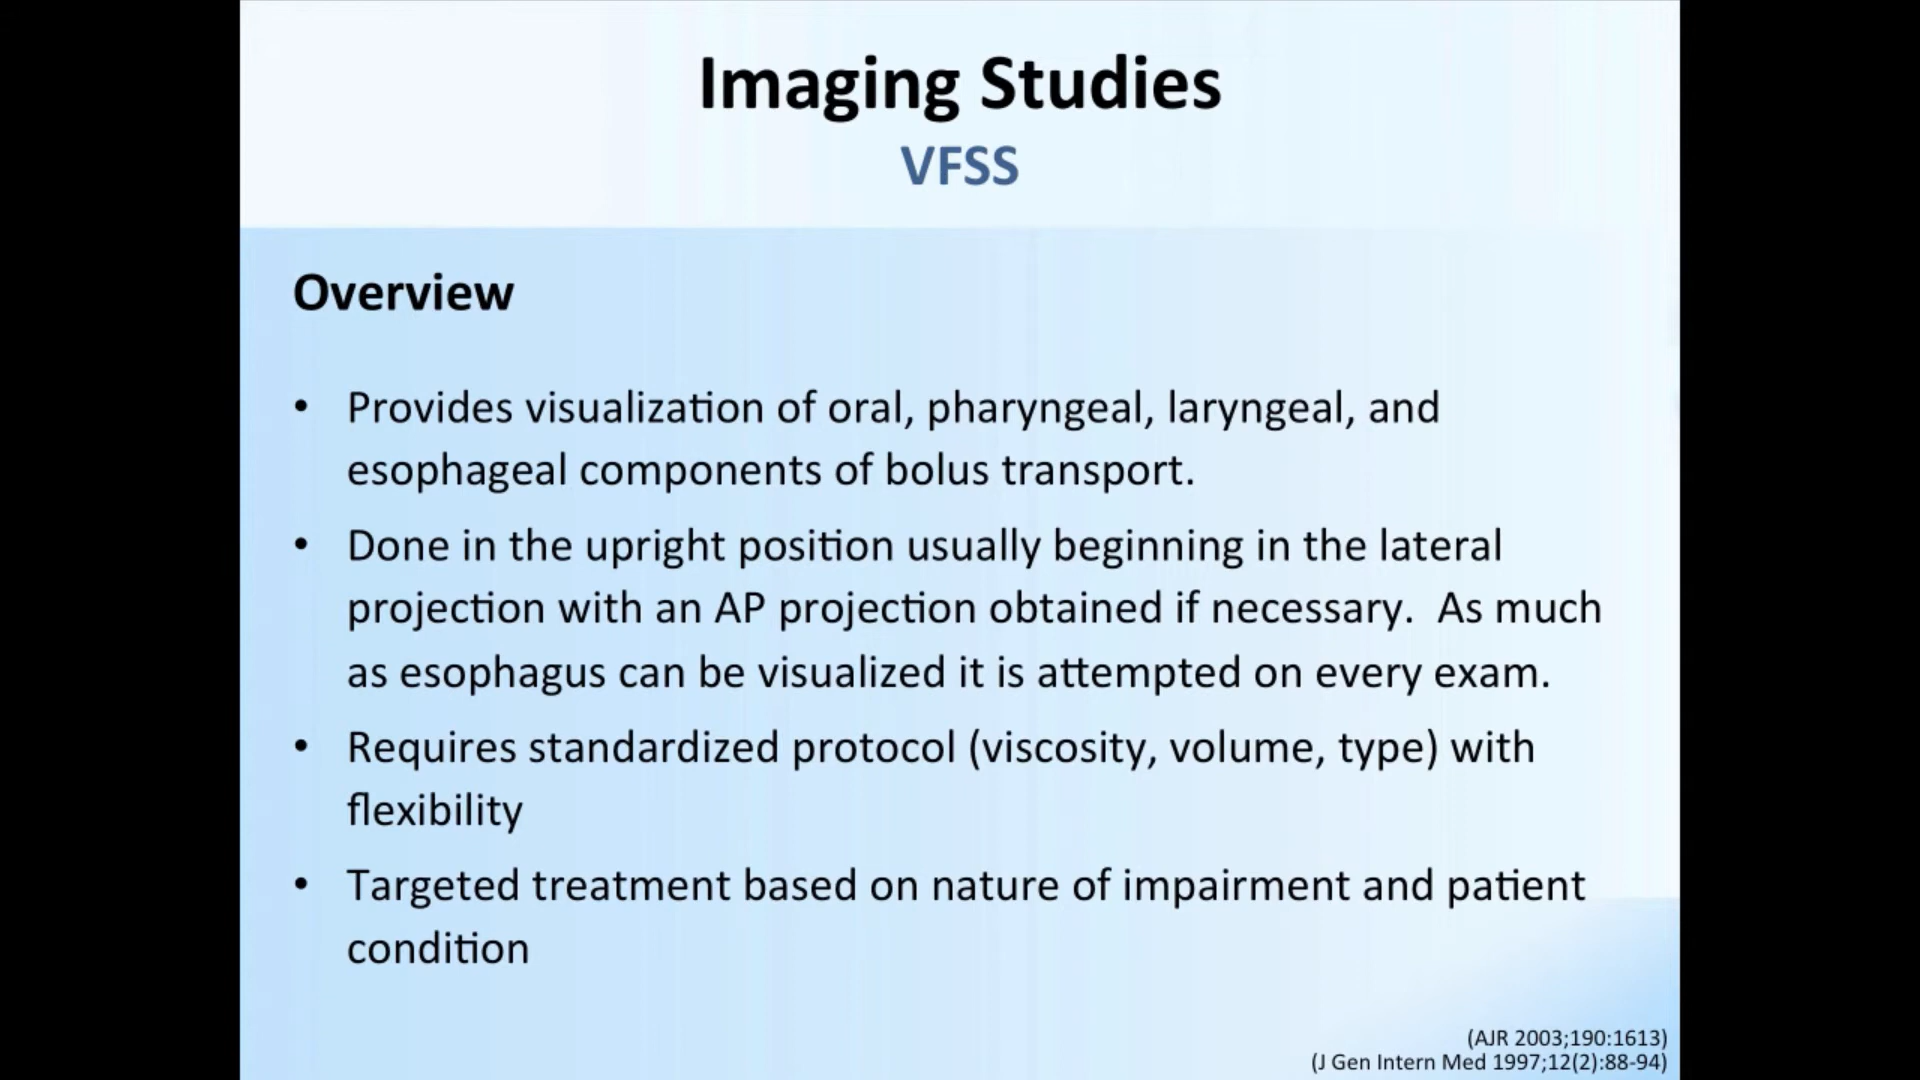 Imaging Studies
VFSS
Overview
• Provides visualization of oral, pharyngeal, laryngeal, and
esophageal components of bolus transport.
• Done in the upright position usually beginning in the lateral
projection with an AP projection obtained if necessary.  As much
as esophagus can be visualized it is attempted on every exam.
• Requires standardized protocol (viscosity, volume, type) with
flexibility
• Targeted treatment based on nature of impairment and patient
condition
(AJR 2003;190:1613)
(J Gen Intern Med 1997;12(2):88-94)